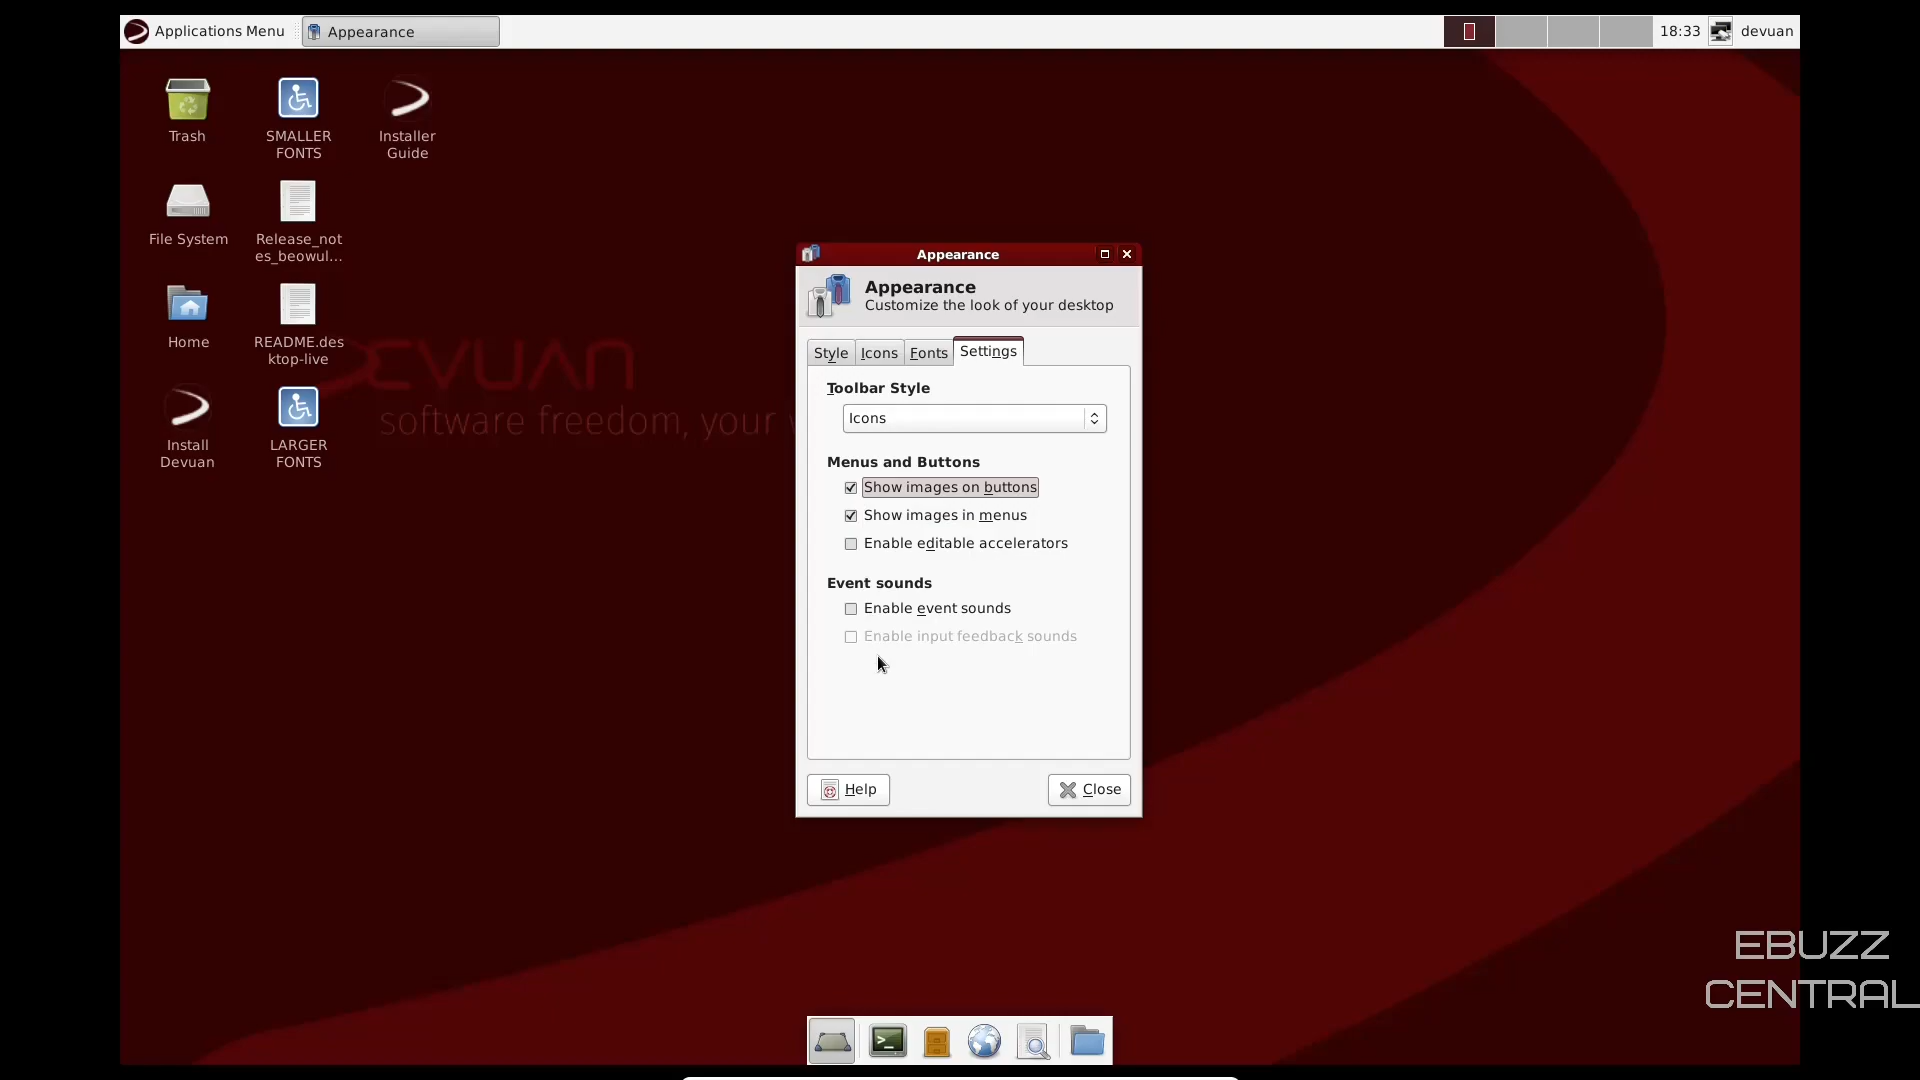 Applications Menu
Appearance
18:33
devuan
Trash
SMALLER
FONTS
Installer
Guide
File System
Release_not
es_beowul...
Home
README.des
ktop-live
Install
Devuan
LARGER
FONTS
DEVUAN
software freedom, your
Appearance
Appearance
Customize the look of your desktop
Style
Icons
Fonts
Settings
Toolbar Style
Icons
Menus and Buttons
Show images on buttons
Show images in menus
Enable editable accelerators
Event sounds
Enable event sounds
Enable input feedback sounds
Help
Close
EBUZZ
CENTRAL